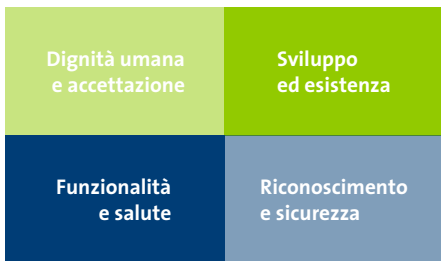 Dignità umana
e accettazione
Sviluppo
ed esistenza
Funzionalità
e salute
Riconoscimento
e sicurezza